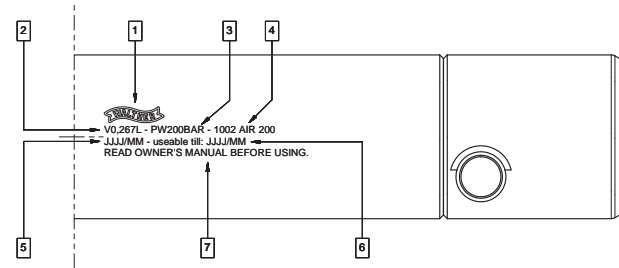 2 1 3 4
WALTHER
V0,267L - PW200BAR - 1002 AIR 200
JJJJ/MM - useable till: JJJJ/MM
READ OWNER'S MANUAL BEFORE USING.
5 7 6